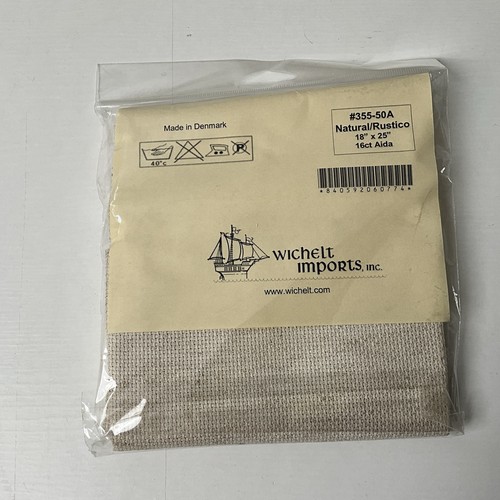 Made in Denmark
40°c
P
#355-50A
Natural/Rustico
18" x 25"
16ct Aida
*840592060774*
Wichelt
Imports, Inc.
www.wichelt.com